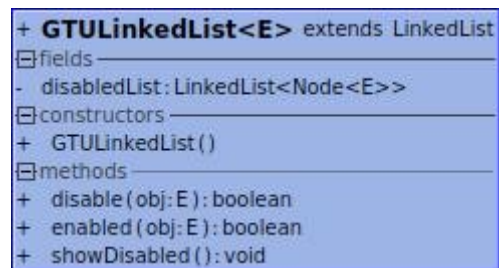 + GTULinkedList<E> extends LinkedList
fields
- disabledList:LinkedList<Node<E>>
constructors
+ GTULinkedList()
methods
+ disable(obj:E):boolean
+ enabled(obj:E):boolean
+ showDisabled():void